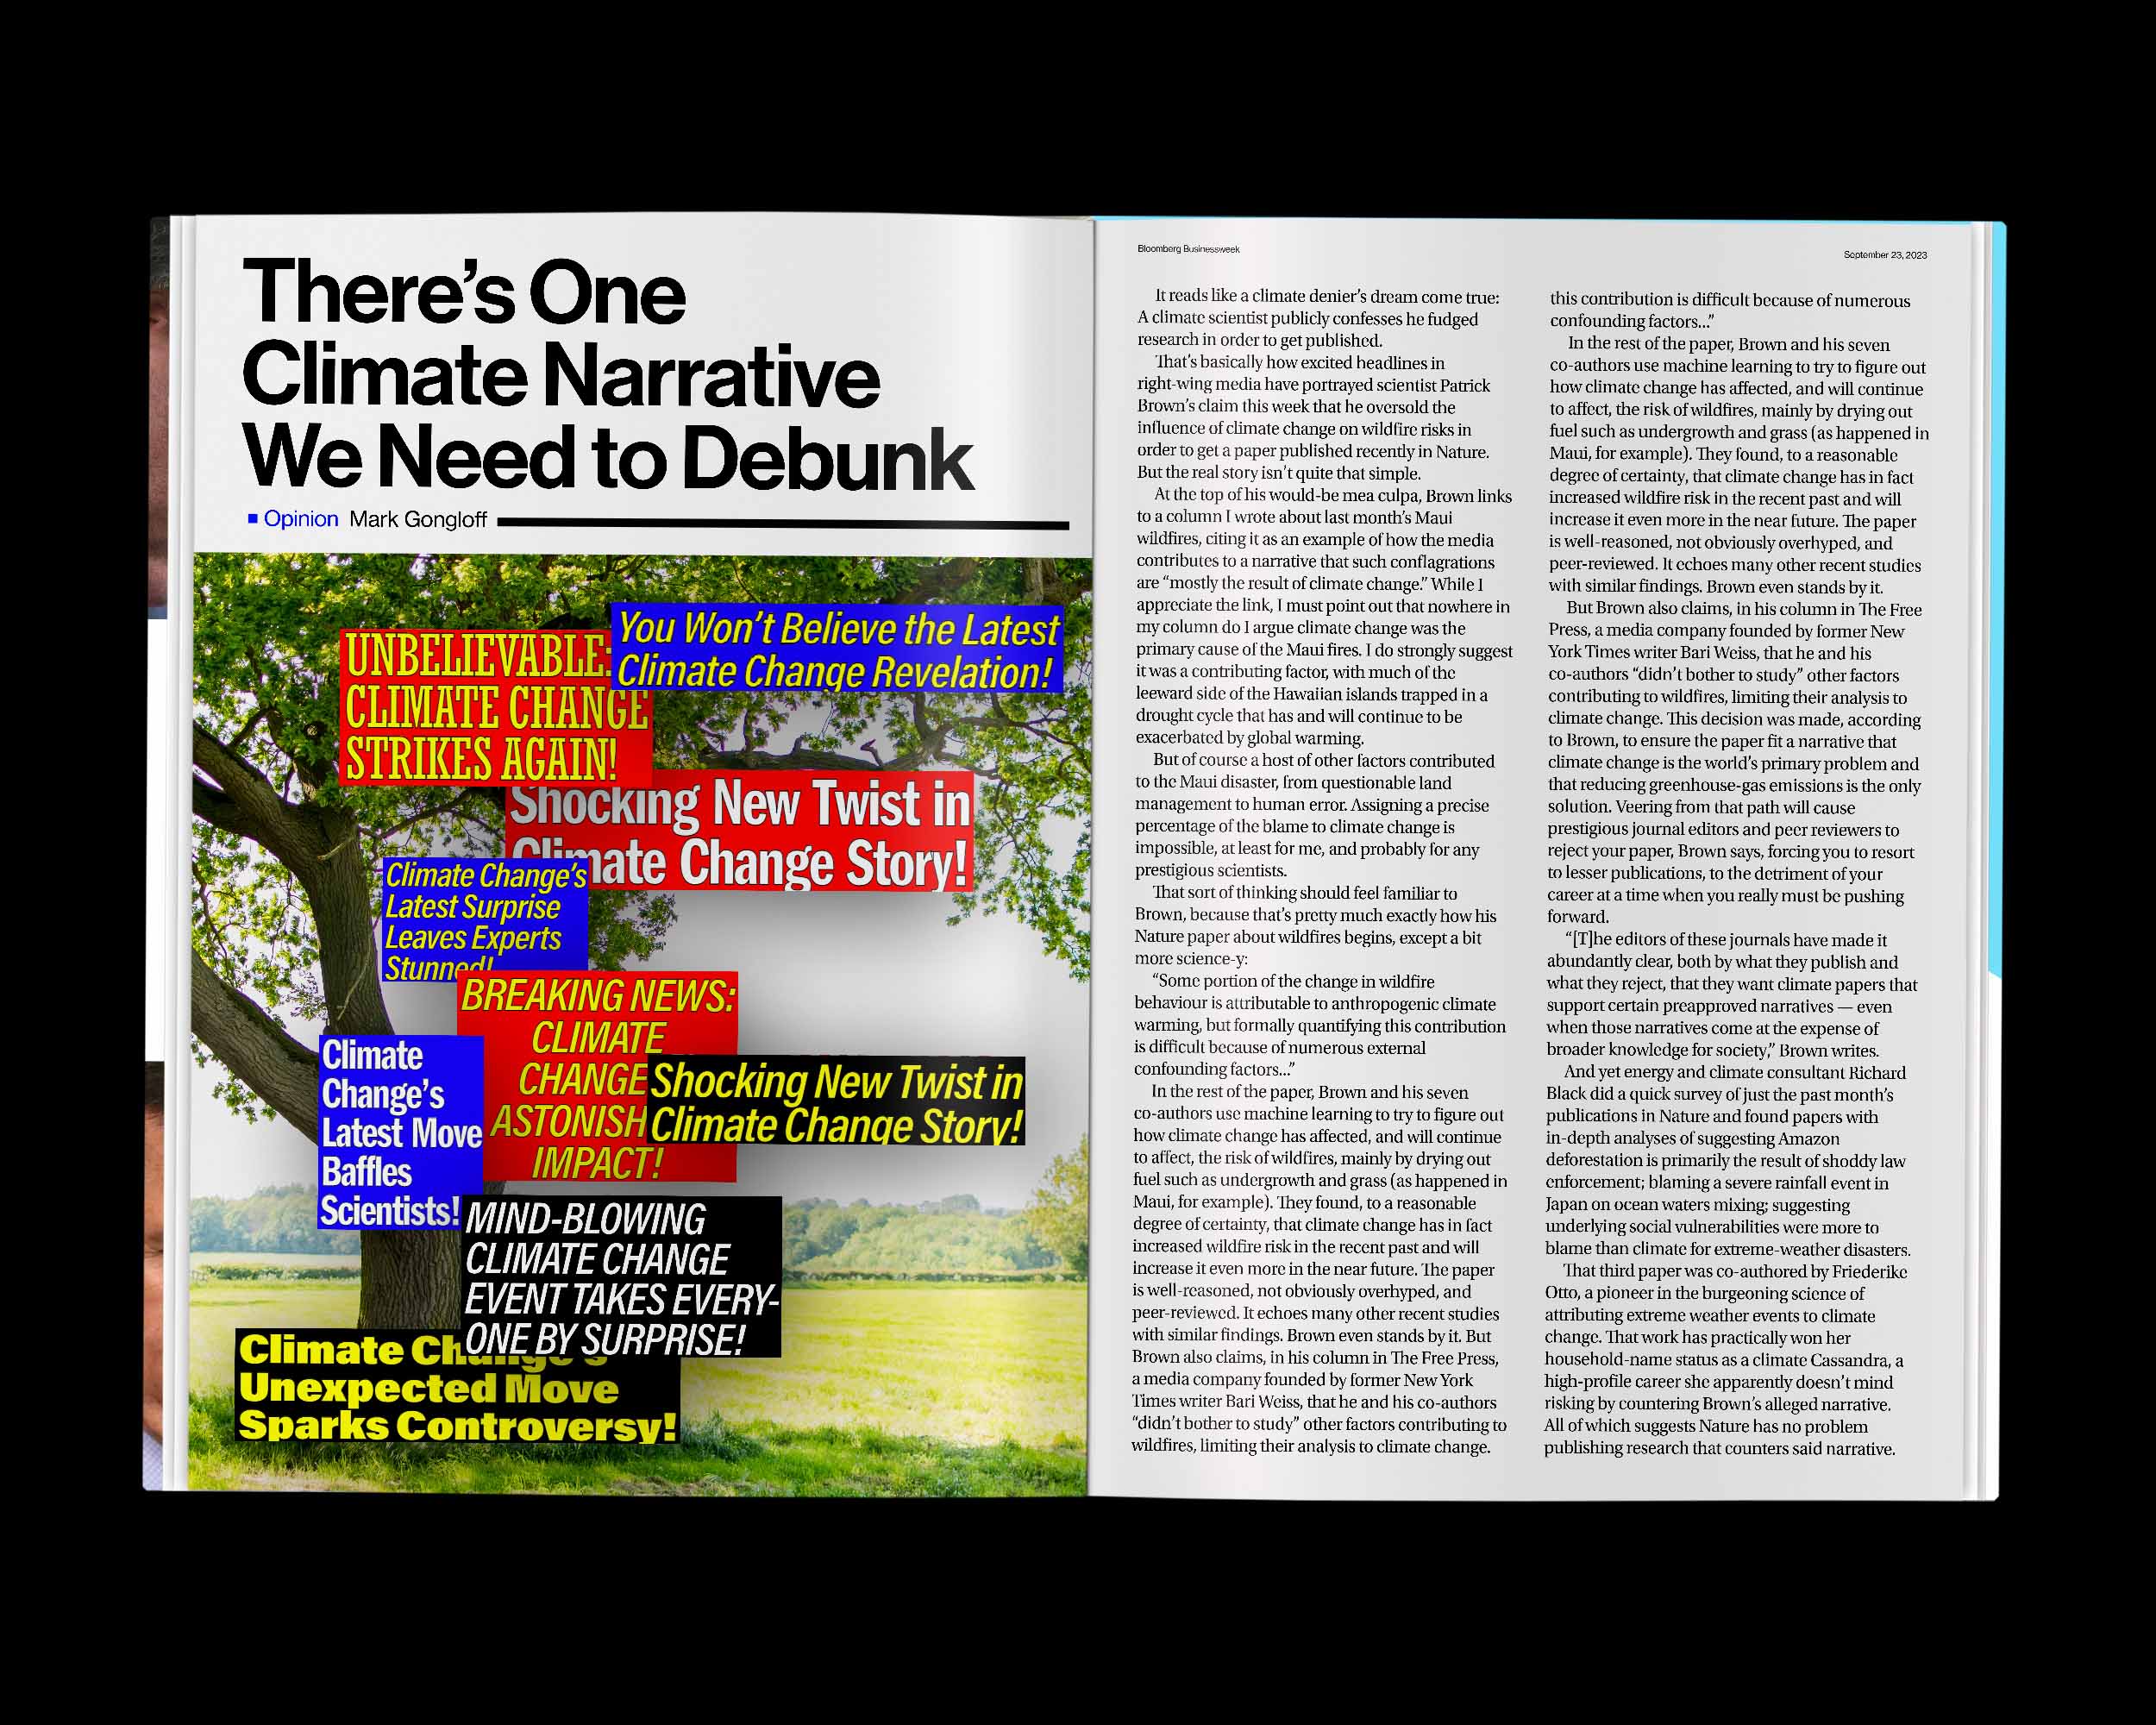 There's One
Climate Narrative
We Need to Debunk
Opinion Mark Gongloff
You Won't Believe the Latest
Climate Change Revelation!
UNBELIEVABLE:
CLIMATE CHANGE
STRIKES AGAIN!
Shocking New Twist in
Climate Change Story!
Climate Change's
Latest Surprise
Leaves Experts
Stunned!
BREAKING NEWS:
CLIMATE
CHANGE
ASTONISH
IMPACT!
Climate
Change's
Latest Move
Baffles
Scientists!
Shocking New Twist in
Climate Change Story!
MIND-BLOWING
CLIMATE CHANGE
EVENT TAKES EVERY-
ONE BY SURPRISE!
Climate Change's
Unexpected Move
Sparks Controversy!
Bloomberg Businessweek
September 23, 2023
It reads like a climate denier's dream come true:
A climate scientist publicly confesses he fudged
research in order to get published.
That's basically how excited headlines in
right-wing media have portrayed scientist Patrick
Brown's claim this week that he oversold the
influence of climate change on wildfire risks in
order to get a paper published recently in Nature.
But the real story isn't quite that simple.
At the top of his would-be mea culpa, Brown links
to a column I wrote about last month's Maui
wildfires, citing it as an example of how the media
contributes to a narrative that such conflagrations
are “mostly the result of climate change.” While I
appreciate the link, I must point out that nowhere in
my column do I argue climate change was the
primary cause of the Maui fires. I do strongly suggest
it was a contributing factor, with much of the
leeward side of the Hawaiian islands trapped in a
drought cycle that has and will continue to be
exacerbated by global warming.
But of course a host of other factors contributed
to the Maui disaster, from questionable land
management to human error. Assigning a precise
percentage of the blame to climate change is
impossible, at least for me, and probably for any
prestigious scientists.
That sort of thinking should feel familiar to
Brown, because that's pretty much exactly how his
Nature paper about wildfires begins, except a bit
more science-y:
“Some portion of the change in wildfire
behaviour is attributable to anthropogenic climate
warming, but formally quantifying this contribution
is difficult because of numerous external
confounding factors...”
In the rest of the paper, Brown and his seven
co-authors use machine learning to try to figure out
how climate change has affected, and will continue
to affect, the risk of wildfires, mainly by drying out
fuel such as undergrowth and grass (as happened in
Maui, for example). They found, to a reasonable
degree of certainty, that climate change has in fact
increased wildfire risk in the recent past and will
increase it even more in the near future. The paper
is well-reasoned, not obviously overhyped, and
peer-reviewed. It echoes many other recent studies
with similar findings. Brown even stands by it. But
Brown also claims, in his column in The Free Press,
a media company founded by former New York
Times writer Bari Weiss, that he and his co-authors
“didn't bother to study” other factors contributing to
wildfires, limiting their analysis to climate change.
this contribution is difficult because of numerous
confounding factors...”
In the rest of the paper, Brown and his seven
co-authors use machine learning to try to figure out
how climate change has affected, and will continue
to affect, the risk of wildfires, mainly by drying out
fuel such as undergrowth and grass (as happened in
Maui, for example). They found, to a reasonable
degree of certainty, that climate change has in fact
increased wildfire risk in the recent past and will
increase it even more in the near future. The paper
is well-reasoned, not obviously overhyped, and
peer-reviewed. It echoes many other recent studies
with similar findings. Brown even stands by it.
But Brown also claims, in his column in The Free
Press, a media company founded by former New
York Times writer Bari Weiss, that he and his
co-authors “didn't bother to study” other factors
contributing to wildfires, limiting their analysis to
climate change. This decision was made, according
to Brown, to ensure the paper fit a narrative that
climate change is the world's primary problem and
that reducing greenhouse-gas emissions is the only
solution. Veering from that path will cause
prestigious journal editors and peer reviewers to
reject your paper, Brown says, forcing you to resort
to lesser publications, to the detriment of your
career at a time when you really must be pushing
forward.
“[T]he editors of these journals have made it
abundantly clear, both by what they publish and
what they reject, that they want climate papers that
support certain preapproved narratives — even
when those narratives come at the expense of
broader knowledge for society,” Brown writes.
And yet energy and climate consultant Richard
Black did a quick survey of just the past month's
publications in Nature and found papers with
in-depth analyses of suggesting Amazon
deforestation is primarily the result of shoddy law
enforcement; blaming a severe rainfall event in
Japan on ocean waters mixing; suggesting
underlying social vulnerabilities were more to
blame than climate for extreme-weather disasters.
That third paper was co-authored by Friederike
Otto, a pioneer in the burgeoning science of
attributing extreme weather events to climate
change. That work has practically won her
household-name status as a climate Cassandra, a
high-profile career she apparently doesn't mind
risking by countering Brown's alleged narrative.
All of which suggests Nature has no problem
publishing research that counters said narrative.